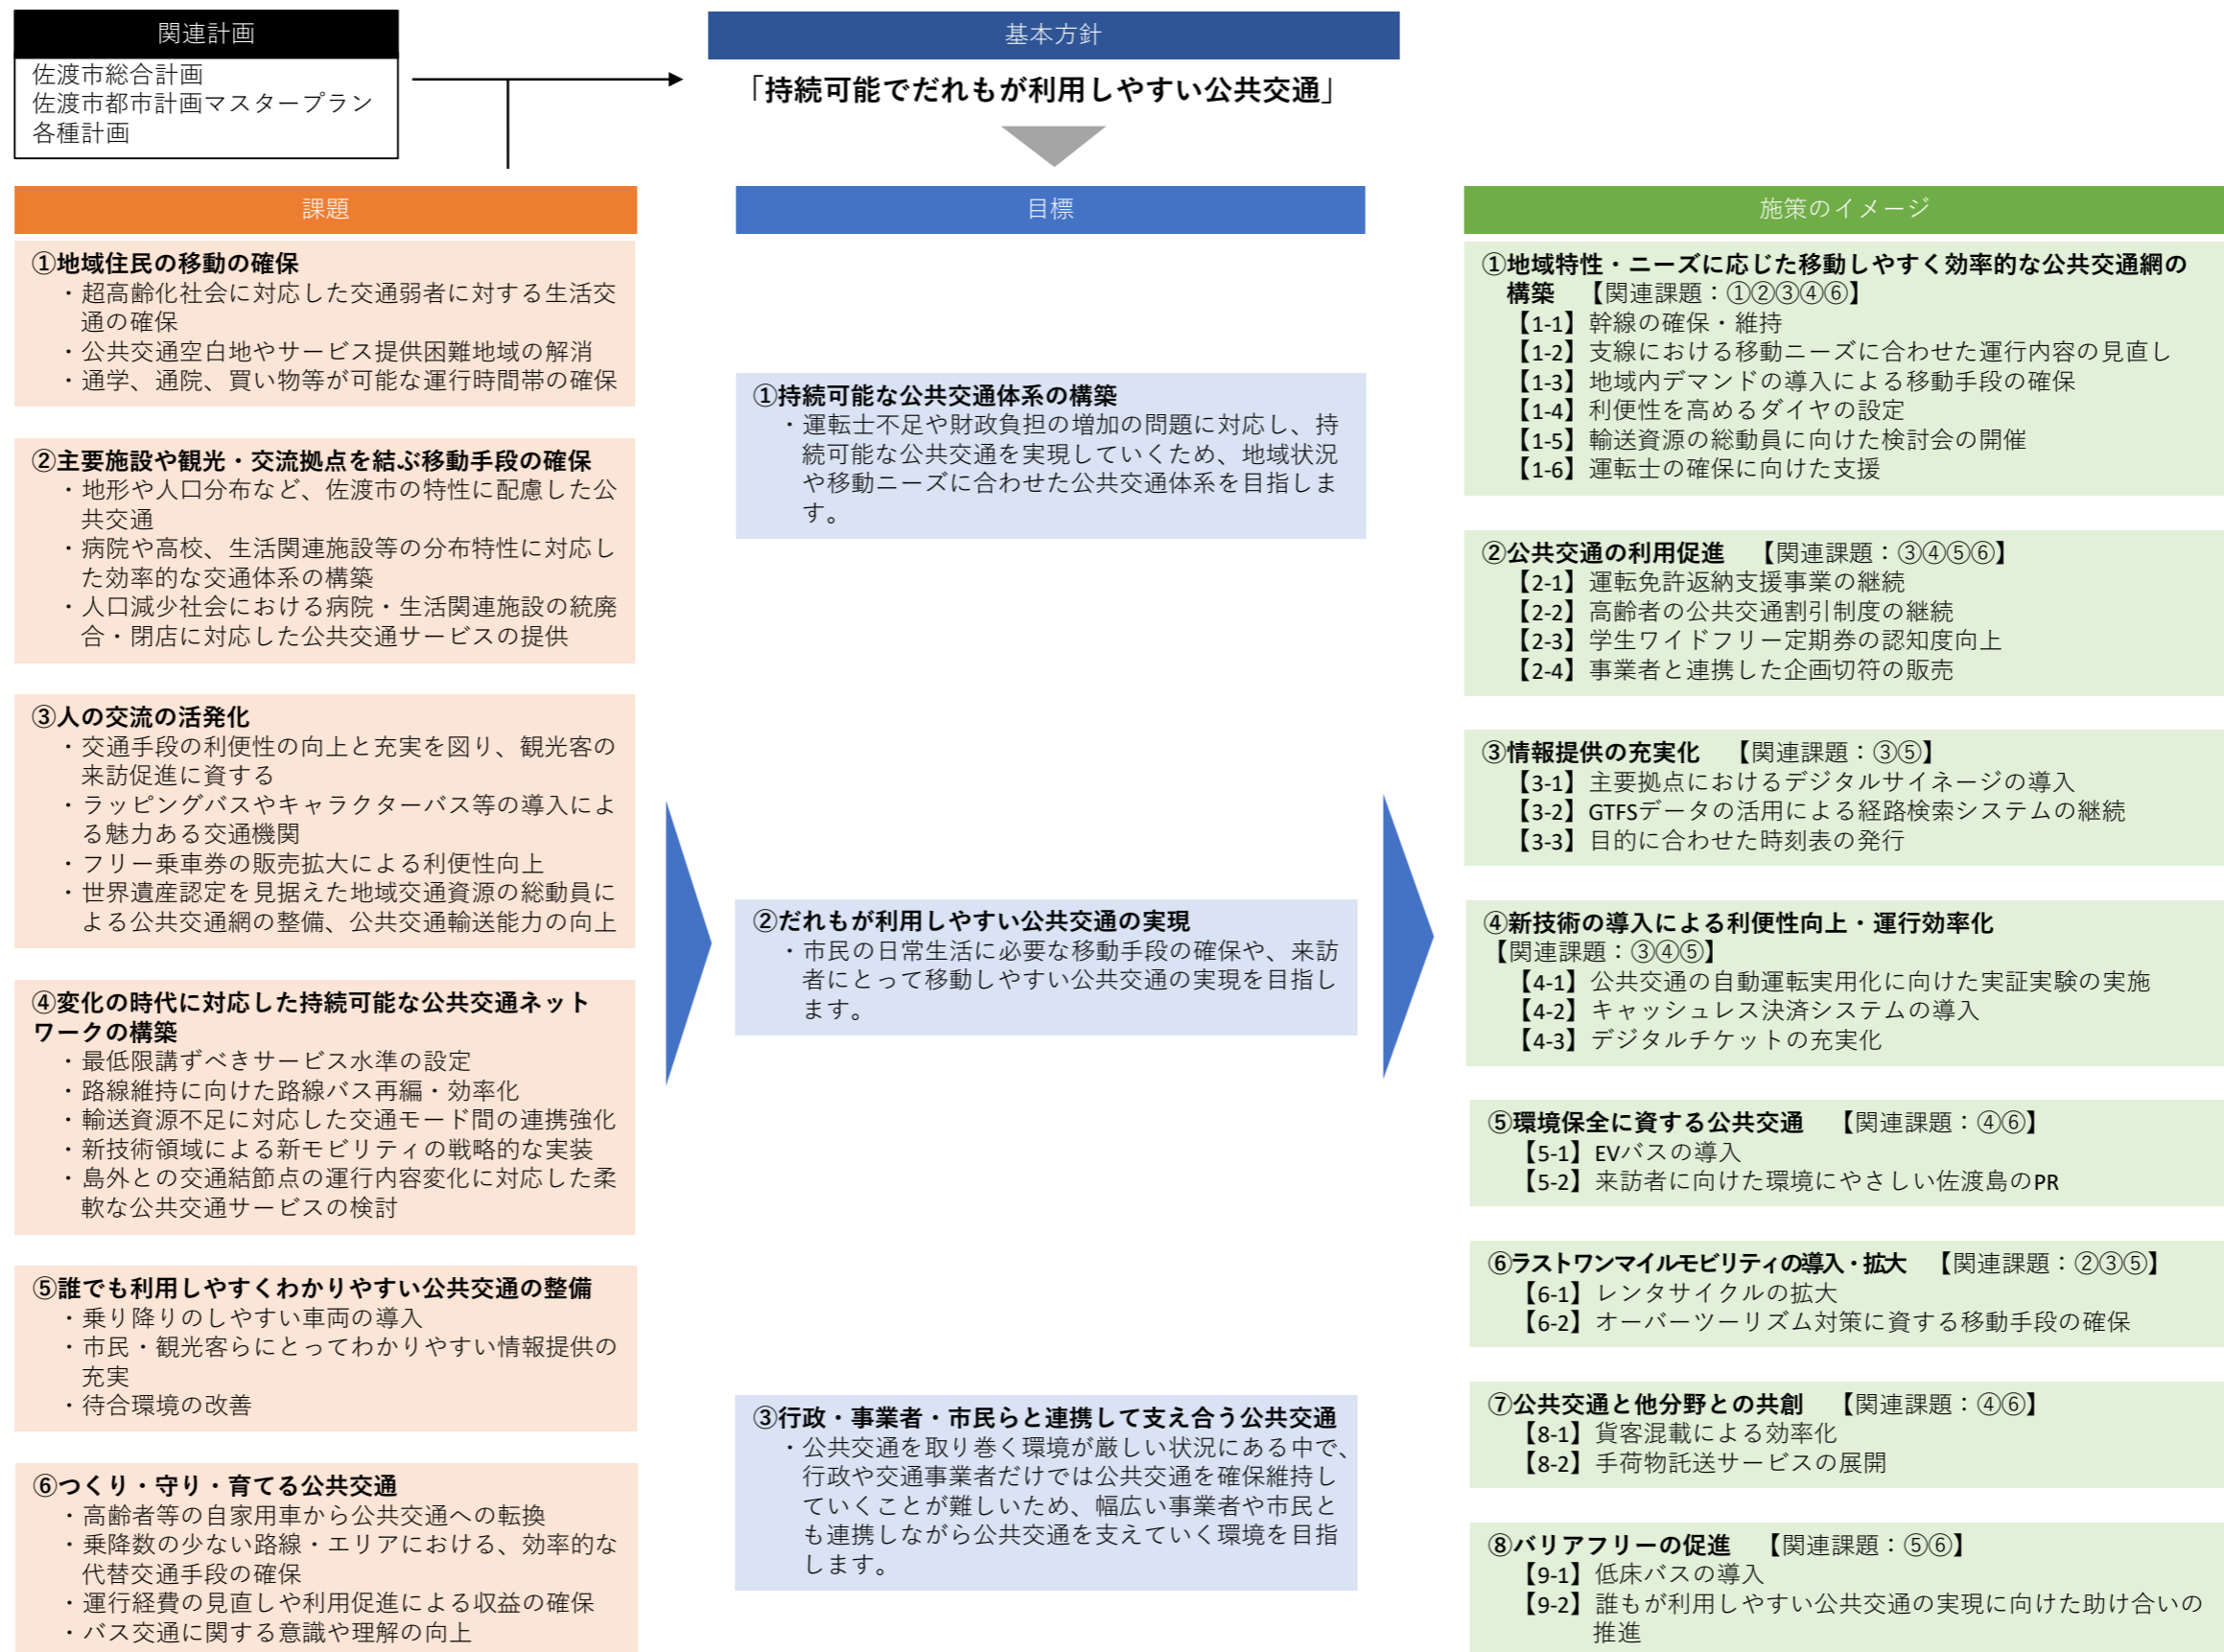 関連計画
佐渡市総合計画
佐渡市都市計画マスタープラン
各種計画
基本方針
「持続可能でだれもが利用しやすい公共交通」
課題
①地域住民の移動の確保
・超高齢化社会に対応した交通弱者に対する生活交
通の確保
・公共交通空白地やサービス提供困難地域の解消
・通学、通院、買い物等が可能な運行時間帯の確保
②主要施設や観光・交流拠点を結ぶ移動手段の確保
・地形や人口分布など、佐渡市の特性に配慮した公
共交通
・病院や高校、生活関連施設等の分布特性に対応し
た効率的な交通体系の構築
・人口減少社会における病院・生活関連施設の統廃
合・閉店に対応した公共交通サービスの提供
③人の交流の活発化
・交通手段の利便性の向上と充実を図り、観光客の
来訪促進に資する
・ラッピングバスやキャラクターバス等の導入によ
る魅力ある交通機関
・フリー乗車券の販売拡大による利便性向上
・世界遺産認定を見据えた地域交通資源の総動員に
よる公共交通網の整備、公共交通輸送能力の向上
④変化の時代に対応した持続可能な公共交通ネット
ワークの構築
・最低限講ずべきサービス水準の設定
・路線維持に向けた路線バス再編・効率化
・輸送資源不足に対応した交通モード間の連携強化
・新技術領域による新モビリティの戦略的な実装
・島外との交通結節点の運行内容変化に対応した柔
軟な公共交通サービスの検討
⑤誰でも利用しやすくわかりやすい公共交通の整備
・乗り降りのしやすい車両の導入
・市民・観光客らにとってわかりやすい情報提供の
充実
・待合環境の改善
⑥つくり・守り・育てる公共交通
・高齢者等の自家用車から公共交通への転換
・乗降数の少ない路線・エリアにおける、効率的な
代替交通手段の確保
・運行経費の見直しや利用促進による収益の確保
・バス交通に関する意識や理解の向上
目標
①持続可能な公共交通体系の構築
・運転士不足や財政負担の増加の問題に対応し、持
続可能な公共交通を実現していくため、地域状況
や移動ニーズに合わせた公共交通体系を目指しま
す。
②だれもが利用しやすい公共交通の実現
・市民の日常生活に必要な移動手段の確保や、来訪
者にとって移動しやすい公共交通の実現を目指し
ます。
③行政・事業者・市民らと連携して支え合う公共交通
・公共交通を取り巻く環境が厳しい状況にある中で、
行政や交通事業者だけでは公共交通を確保維持し
ていくことが難しいため、幅広い事業者や市民と
も連携しながら公共交通を支えていく環境を目指
します。
施策のイメージ
①地域特性・ニーズに応じた移動しやすく効率的な公共交通網の
構築 【関連課題：①②③④⑥】
【1-1】幹線の確保・維持
【1-2】支線における移動ニーズに合わせた運行内容の見直し
【1-3】地域内デマンドの導入による移動手段の確保
【1-4】利便性を高めるダイヤの設定
【1-5】輸送資源の総動員に向けた検討会の開催
【1-6】運転士の確保に向けた支援
②公共交通の利用促進 【関連課題：③④⑤⑥】
【2-1】運転免許返納支援事業の継続
【2-2】高齢者の公共交通割引制度の継続
【2-3】学生ワイドフリー定期券の認知度向上
【2-4】事業者と連携した企画切符の販売
③情報提供の充実化 【関連課題：③⑤】
【3-1】主要拠点におけるデジタルサイネージの導入
【3-2】GTFSデータの活用による経路検索システムの継続
【3-3】目的に合わせた時刻表の発行
④新技術の導入による利便性向上・運行効率化
【関連課題：③④⑤】
【4-1】公共交通の自動運転実用化に向けた実証実験の実施
【4-2】キャッシュレス決済システムの導入
【4-3】デジタルチケットの充実化
⑤環境保全に資する公共交通 【関連課題：④⑥】
【5-1】EVバスの導入
【5-2】来訪者に向けた環境にやさしい佐渡島のPR
⑥ラストワンマイルモビリティの導入・拡大 【関連課題：②③⑤】
【6-1】レンタサイクルの拡大
【6-2】オーバーツーリズム対策に資する移動手段の確保
⑦公共交通と他分野との共創 【関連課題：④⑥】
【8-1】貨客混載による効率化
【8-2】手荷物託送サービスの展開
⑧バリアフリーの促進 【関連課題：⑤⑥】
【9-1】低床バスの導入
【9-2】誰もが利用しやすい公共交通の実現に向けた助け合いの
推進